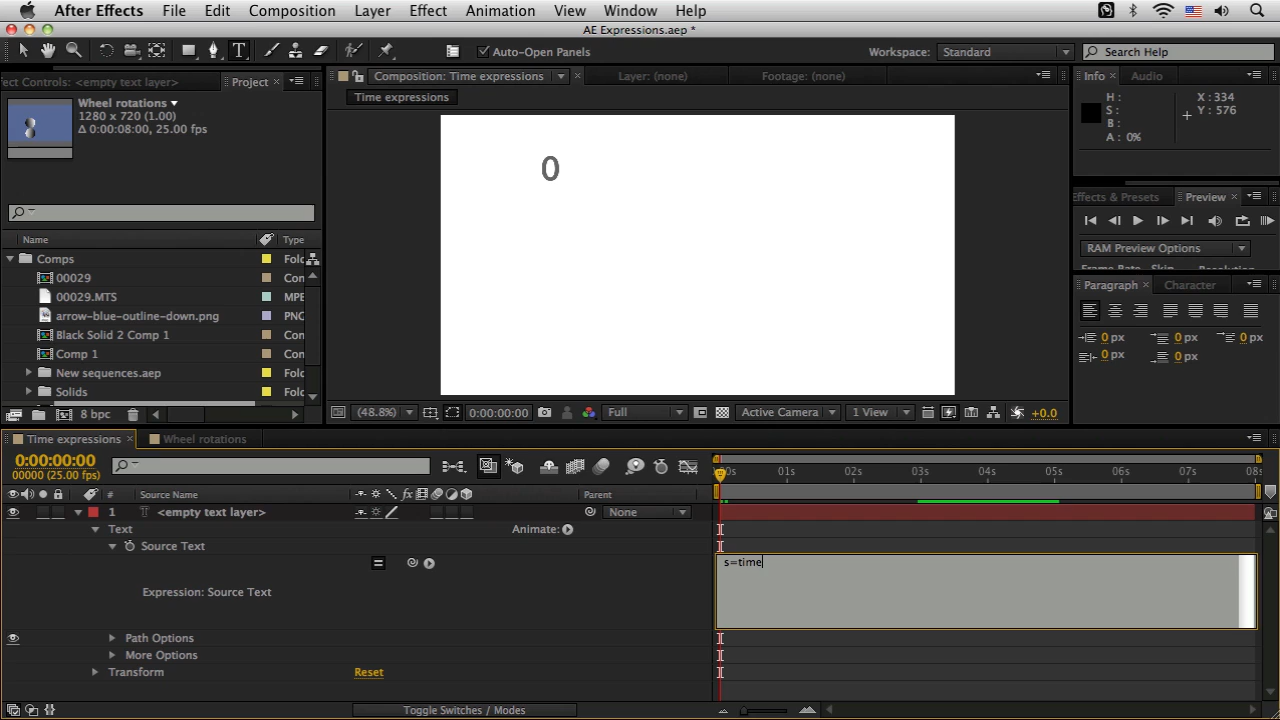 After Effects File Edit Composition Layer Effect Animation View Window Help
AE Expressions.aep *
Auto-Open Panels Workspace: Standard Search Help
ect Controls: <empty text layer> Project Composition: Time expressions Layer: (none) Footage: (none) Info Audio
Wheel rotations
1280 x 720 (1.00)
Δ 0:00:08:00, 25.00 fps
Time expressions
H:
S:
B:
A: 0%
X: 334
Y: 576
0
Effects & Presets Preview
RAM Preview Options
Name Type
Comps Fold
00029 Con
00029.MTS MPE
arrow-blue-outline-down.png PNG
Black Solid 2 Comp 1 Con
Comp 1 Con
New sequences.aep Fold
Solids Fold
Paragraph Character
0 px 0 px 0 px
0 px 0 px
8 bpc (48.8%) 0:00:00:00 Full Active Camera 1 View +0.0
Time expressions Wheel rotations
0:00:00:00
00000 (25.00 fps)
:00s 01s 02s 03s 04s 05s 06s 07s 08s
# Source Name Parent
1 T <empty text layer> None
Text Animate:
Source Text
s=time
Expression: Source Text
Path Options
More Options
Transform Reset
Toggle Switches / Modes